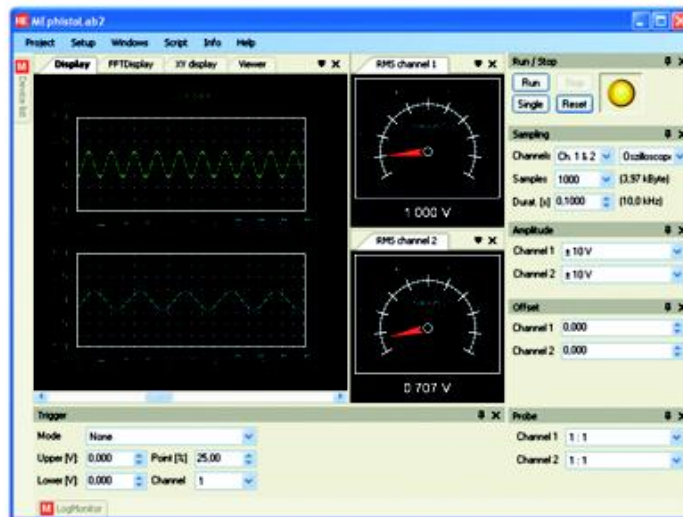 MEphistoLab2
Project Setup Windows Script Info Help
M Device list
Display FFTDisplay XY display Viewer
RMS channel 1
1.000 V
RMS channel 2
0.707 V
Run / Stop
Run Stop
Single Reset
Sampling
Channels Ch. 1 & 2 Oszilloscope
Samples 1000 (3,97 kByte)
Durat. [s] 0,1000 (10,0 kHz)
Amplitude
Channel 1 ± 10 V
Channel 2 ± 10 V
Offset
Channel 1 0,000
Channel 2 0,000
Trigger
Mode None
Upper [V] 0,000 Point [%] 25,00
Lower [V] 0,000 Channel 1
Probe
Channel 1 1 : 1
Channel 2 1 : 1
M LogMonitor